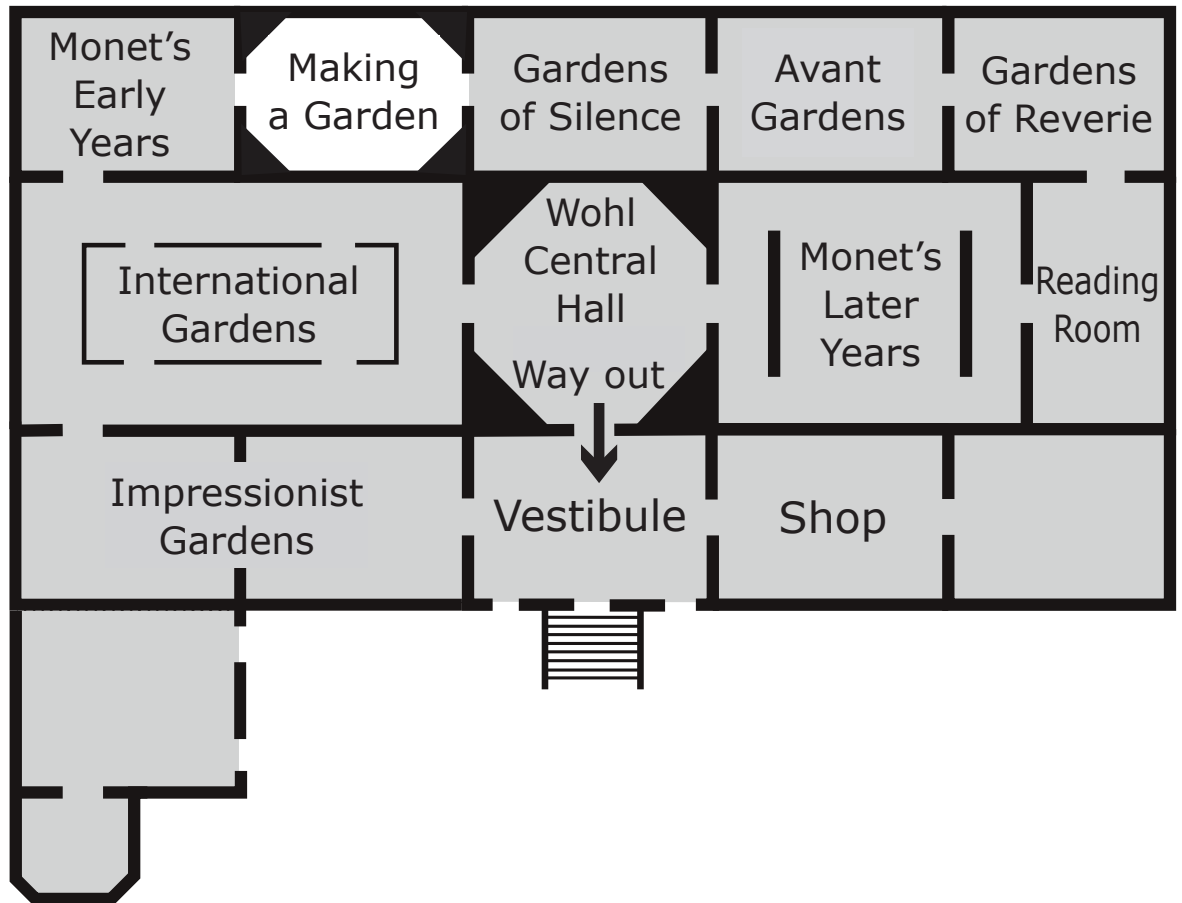 Monet’s
Early
Years
Making
a Garden
Gardens
of Silence
Avant
Gardens
Gardens
of Reverie
International
Gardens
Wohl
Central
Hall
Way out
Monet’s
Later
Years
Reading
Room
Impressionist
Gardens
Vestibule
Shop